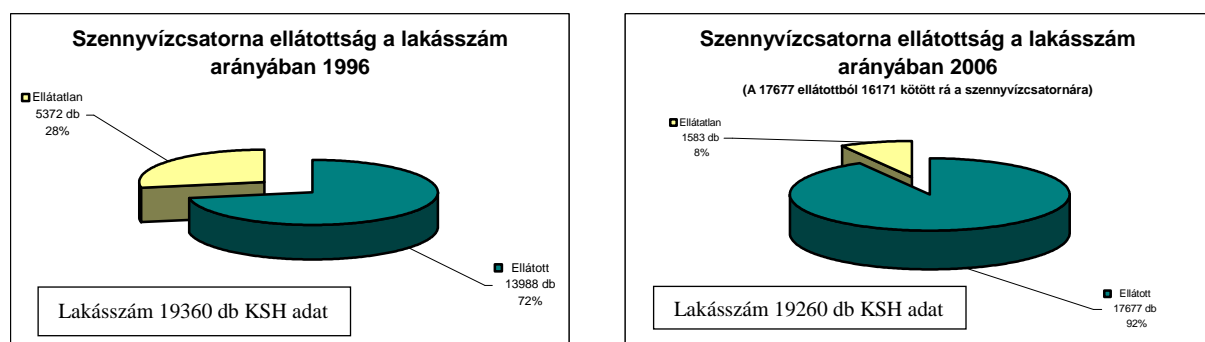 Szennyvízcsatorna ellátottság a lakásszám
arányában 1996
Ellátatlan
5372 db
28%
Ellátott
13988 db
72%
Lakásszám 19360 db KSH adat
Szennyvízcsatorna ellátottság a lakásszám
arányában 2006
(A 17677 ellátottból 16171 kötött rá a szennyvízcsatornára)
Ellátatlan
1583 db
8%
Ellátott
17677 db
92%
Lakásszám 19260 db KSH adat